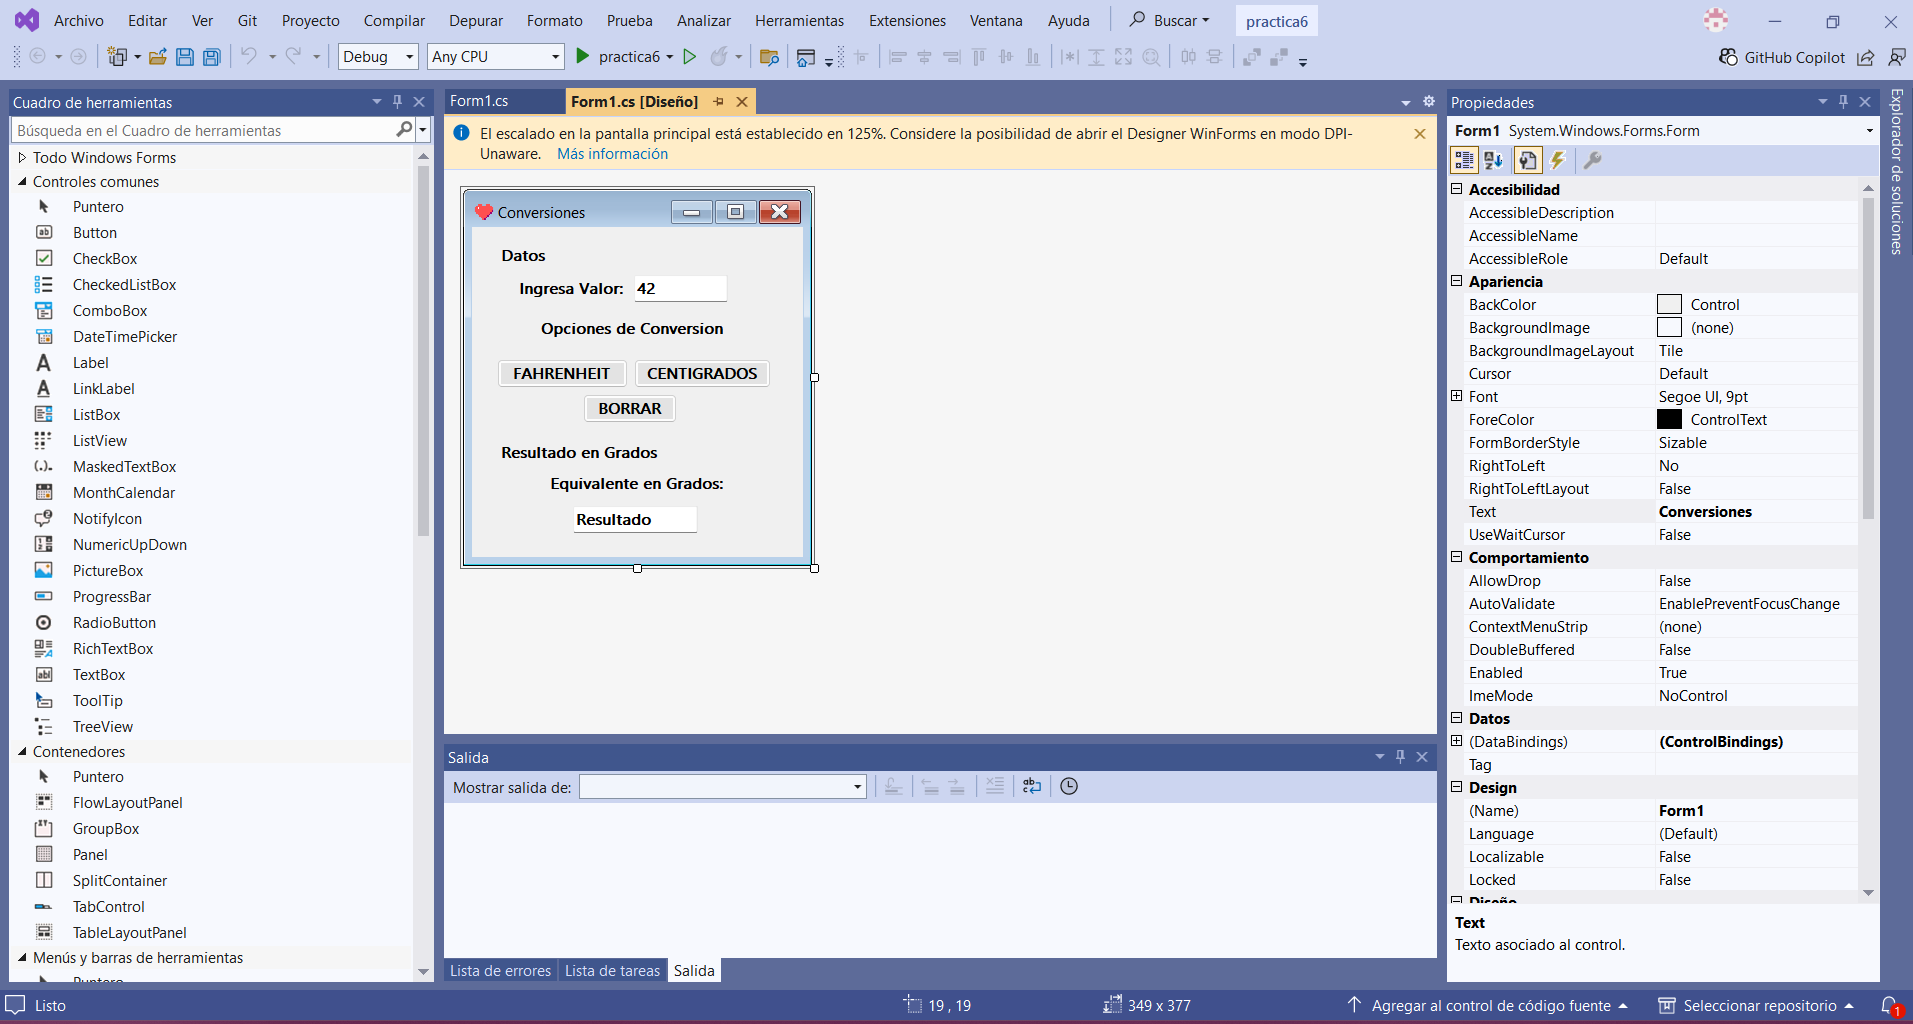 Archivo Editar Ver Git Proyecto Compilar Depurar Formato Prueba Analizar Herramientas Extensiones Ventana Ayuda Buscar practica6
Debug Any CPU practica6 GitHub Copilot
Cuadro de herramientas
Búsqueda en el Cuadro de herramientas
Todo Windows Forms
Controles comunes
Puntero
Button
CheckBox
CheckedListBox
ComboBox
DateTimePicker
Label
LinkLabel
ListBox
ListView
MaskedTextBox
MonthCalendar
NotifyIcon
NumericUpDown
PictureBox
ProgressBar
RadioButton
RichTextBox
TextBox
ToolTip
TreeView
Contenedores
Puntero
FlowLayoutPanel
GroupBox
Panel
SplitContainer
TabControl
TableLayoutPanel
Menús y barras de herramientas
Puntero
Form1.cs Form1.cs [Diseño]
El escalado en la pantalla principal está establecido en 125%. Considere la posibilidad de abrir el Designer WinForms en modo DPI-
Unaware. Más información
Conversiones
Datos
Ingresa Valor: 42
Opciones de Conversion
FAHRENHEIT CENTIGRADOS
BORRAR
Resultado en Grados
Equivalente en Grados:
Resultado
Salida
Mostrar salida de:
Lista de errores Lista de tareas Salida
Propiedades
Form1 System.Windows.Forms.Form
Accesibilidad
AccessibleDescription
AccessibleName
AccessibleRole Default
Apariencia
BackColor Control
BackgroundImage (none)
BackgroundImageLayout Tile
Cursor Default
Font Segoe UI, 9pt
ForeColor ControlText
FormBorderStyle Sizable
RightToLeft No
RightToLeftLayout False
Text Conversiones
UseWaitCursor False
Comportamiento
AllowDrop False
AutoValidate EnablePreventFocusChange
ContextMenuStrip (none)
DoubleBuffered False
Enabled True
ImeMode NoControl
Datos
(DataBindings) (ControlBindings)
Tag
Design
(Name) Form1
Language (Default)
Localizable False
Locked False
Diseño
Text
Texto asociado al control.
Explorador de soluciones
Listo 19 , 19 349 x 377 Agregar al control de código fuente Seleccionar repositorio 1